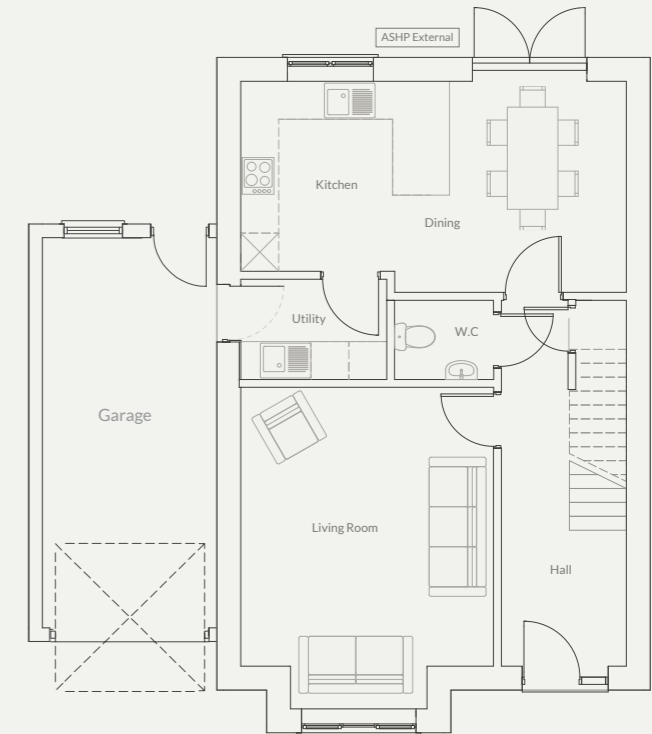 ASHP External
Kitchen
Dining
Utility
W.C
Garage
Living Room
Hall